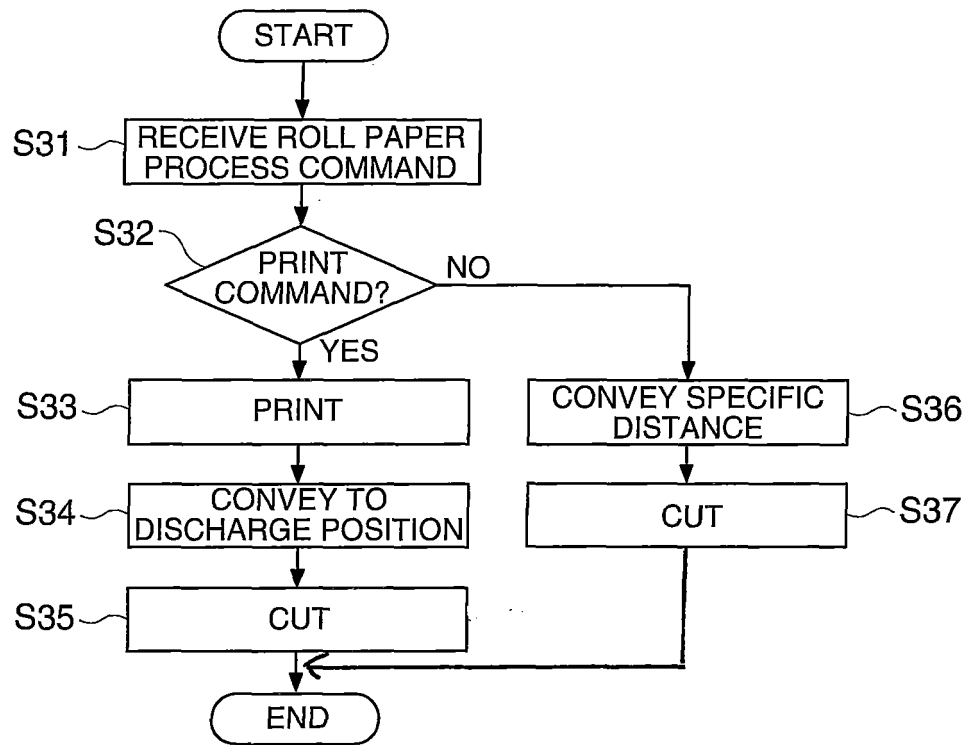 START
S31
RECEIVE ROLL PAPER
PROCESS COMMAND
S32
PRINT
COMMAND?
NO
YES
S33
PRINT
CONVEY SPECIFIC
DISTANCE
S36
S34
CONVEY TO
DISCHARGE POSITION
CUT
S37
S35
CUT
END